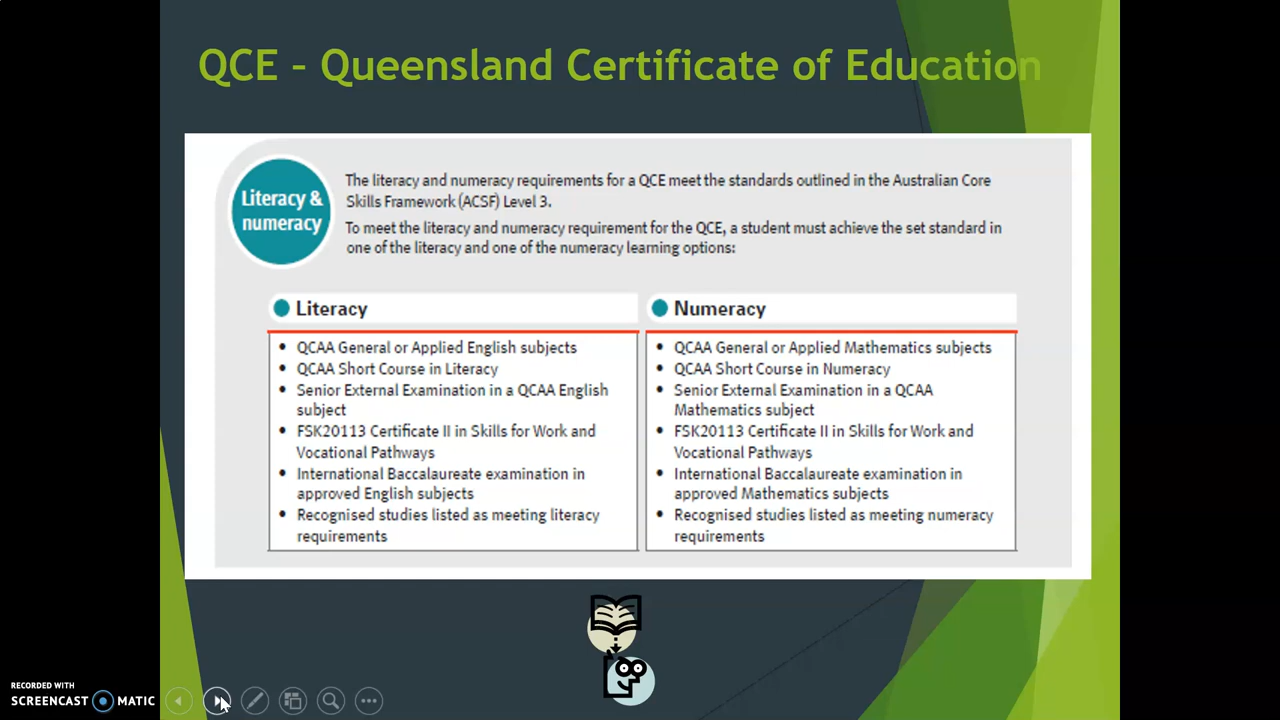 QCE – Queensland Certificate of Education
Literacy &
numeracy
The literacy and numeracy requirements for a QCE meet the standards outlined in the Australian Core
Skills Framework (ACSF) Level 3.
To meet the literacy and numeracy requirement for the QCE, a student must achieve the set standard in
one of the literacy and one of the numeracy learning options:
Literacy
• QCAA General or Applied English subjects
• QCAA Short Course in Literacy
• Senior External Examination in a QCAA English
subject
• FSK20113 Certificate II in Skills for Work and
Vocational Pathways
• International Baccalaureate examination in
approved English subjects
• Recognised studies listed as meeting literacy
requirements
Numeracy
• QCAA General or Applied Mathematics subjects
• QCAA Short Course in Numeracy
• Senior External Examination in a QCAA
Mathematics subject
• FSK20113 Certificate II in Skills for Work and
Vocational Pathways
• International Baccalaureate examination in
approved Mathematics subjects
• Recognised studies listed as meeting numeracy
requirements
RECORDED WITH
SCREENCAST MATIC